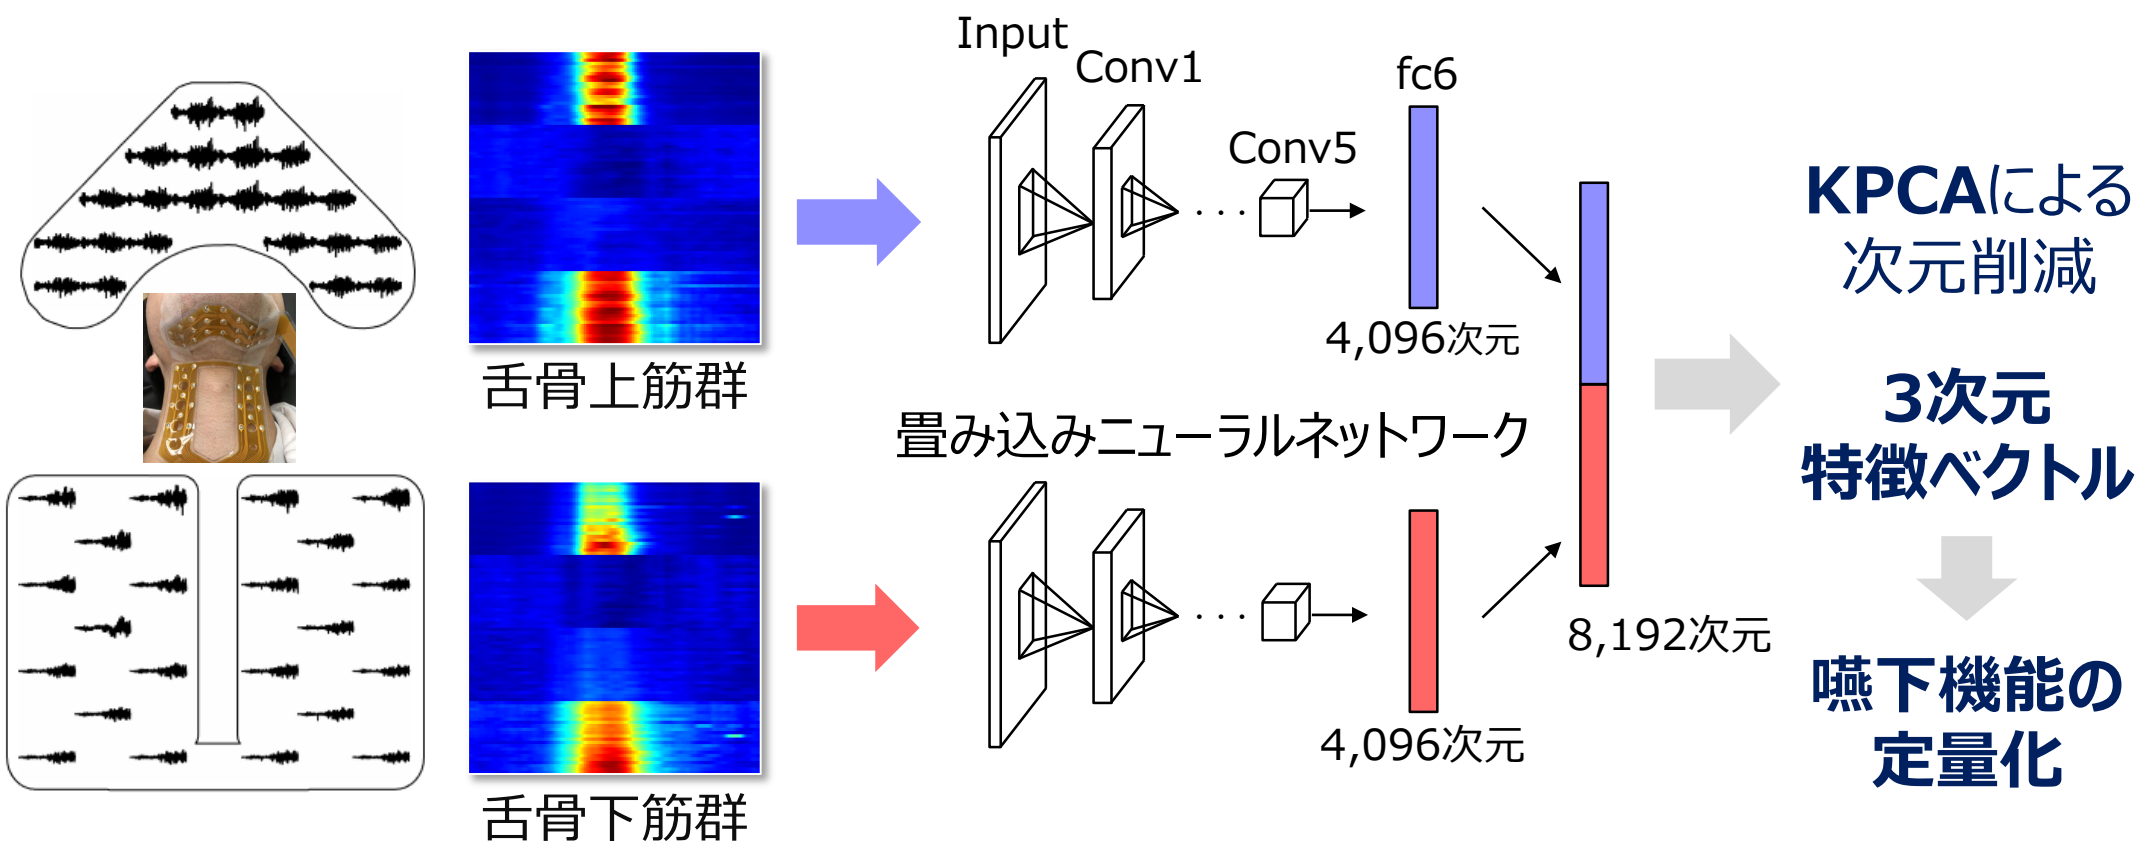 Input
Conv1
Conv5
fc6
4,096次元
舌骨上筋群
畳み込みニューラルネットワーク
舌骨下筋群
4,096次元
8,192次元
KPCAによる
次元削減
3次元
特徴ベクトル
嚥下機能の
定量化